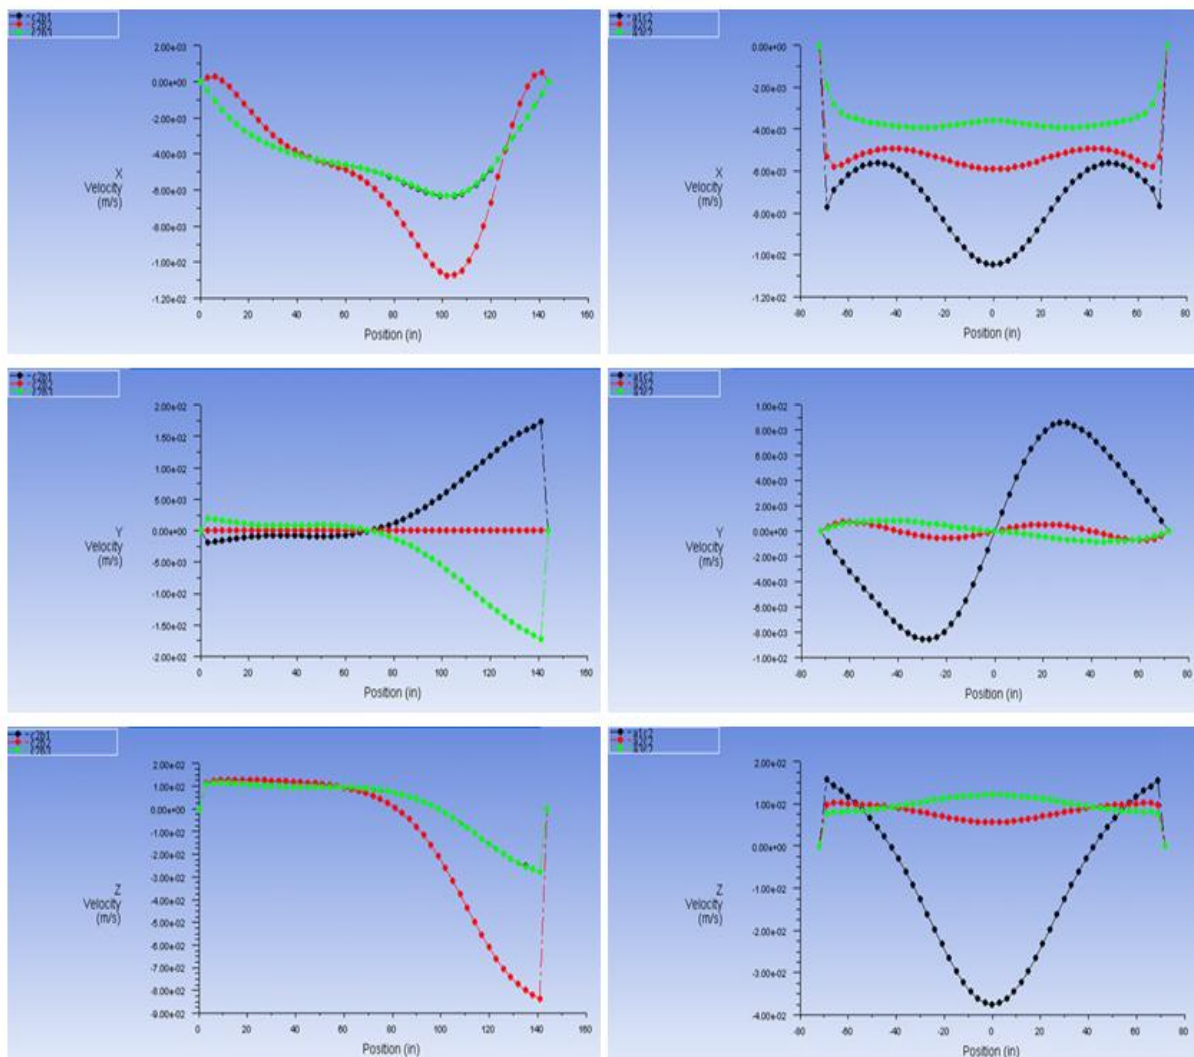 c2b1
c2b2
2.00e-03
0.00e+00
-2.00e-03
-4.00e-03
-6.00e-03
-8.00e-03
-1.00e-02
-1.20e-02
X
Velocity
(m/s)
0 20 40 60 80 100 120 140 160
Position (in)
a1c2
a2c2
0.00e+00
-2.00e-03
-4.00e-03
-6.00e-03
-8.00e-03
-1.00e-02
-1.20e-02
X
Velocity
(m/s)
-80 -60 -40 -20 0 20 40 60 80
Position (in)
c2b1
c2b2
2.00e-02
1.50e-02
1.00e-02
5.00e-03
0.00e+00
-5.00e-03
-1.00e-02
-1.50e-02
-2.00e-02
Y
Velocity
(m/s)
0 20 40 60 80 100 120 140 160
Position (in)
a1c2
a2c2
1.00e-02
8.00e-03
6.00e-03
4.00e-03
2.00e-03
0.00e+00
-2.00e-03
-4.00e-03
-6.00e-03
-8.00e-03
-1.00e-02
Y
Velocity
(m/s)
-80 -60 -40 -20 0 20 40 60 80
Position (in)
c2b1
c2b2
2.00e-02
1.00e-02
0.00e+00
-1.00e-02
-2.00e-02
-3.00e-02
-4.00e-02
-5.00e-02
-6.00e-02
-7.00e-02
-8.00e-02
-9.00e-02
Z
Velocity
(m/s)
0 20 40 60 80 100 120 140 160
Position (in)
a1c2
a2c2
2.00e-02
1.00e-02
0.00e+00
-1.00e-02
-2.00e-02
-3.00e-02
-4.00e-02
Z
Velocity
(m/s)
-80 -60 -40 -20 0 20 40 60 80
Position (in)